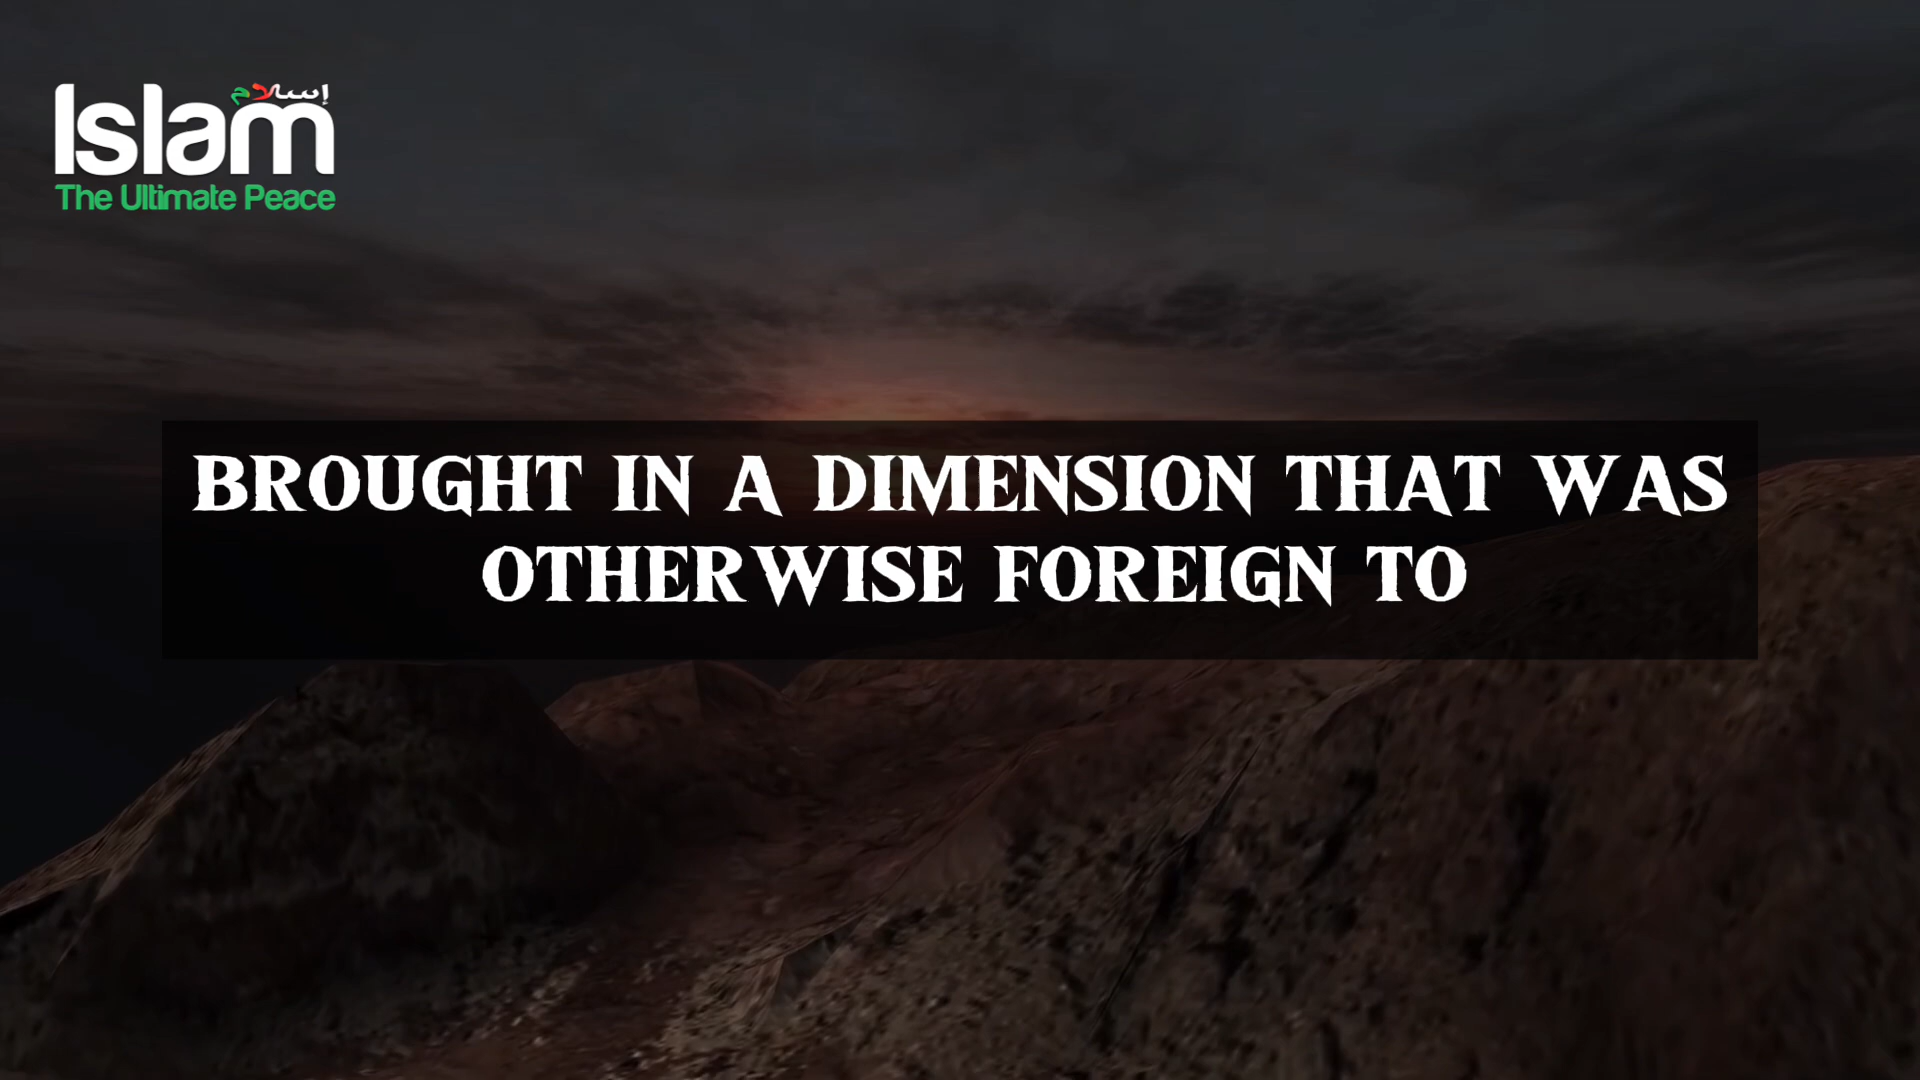 إسلام
Islam
The Ultimate Peace
BROUGHT IN A DIMENSION THAT WAS
OTHERWISE FOREIGN TO